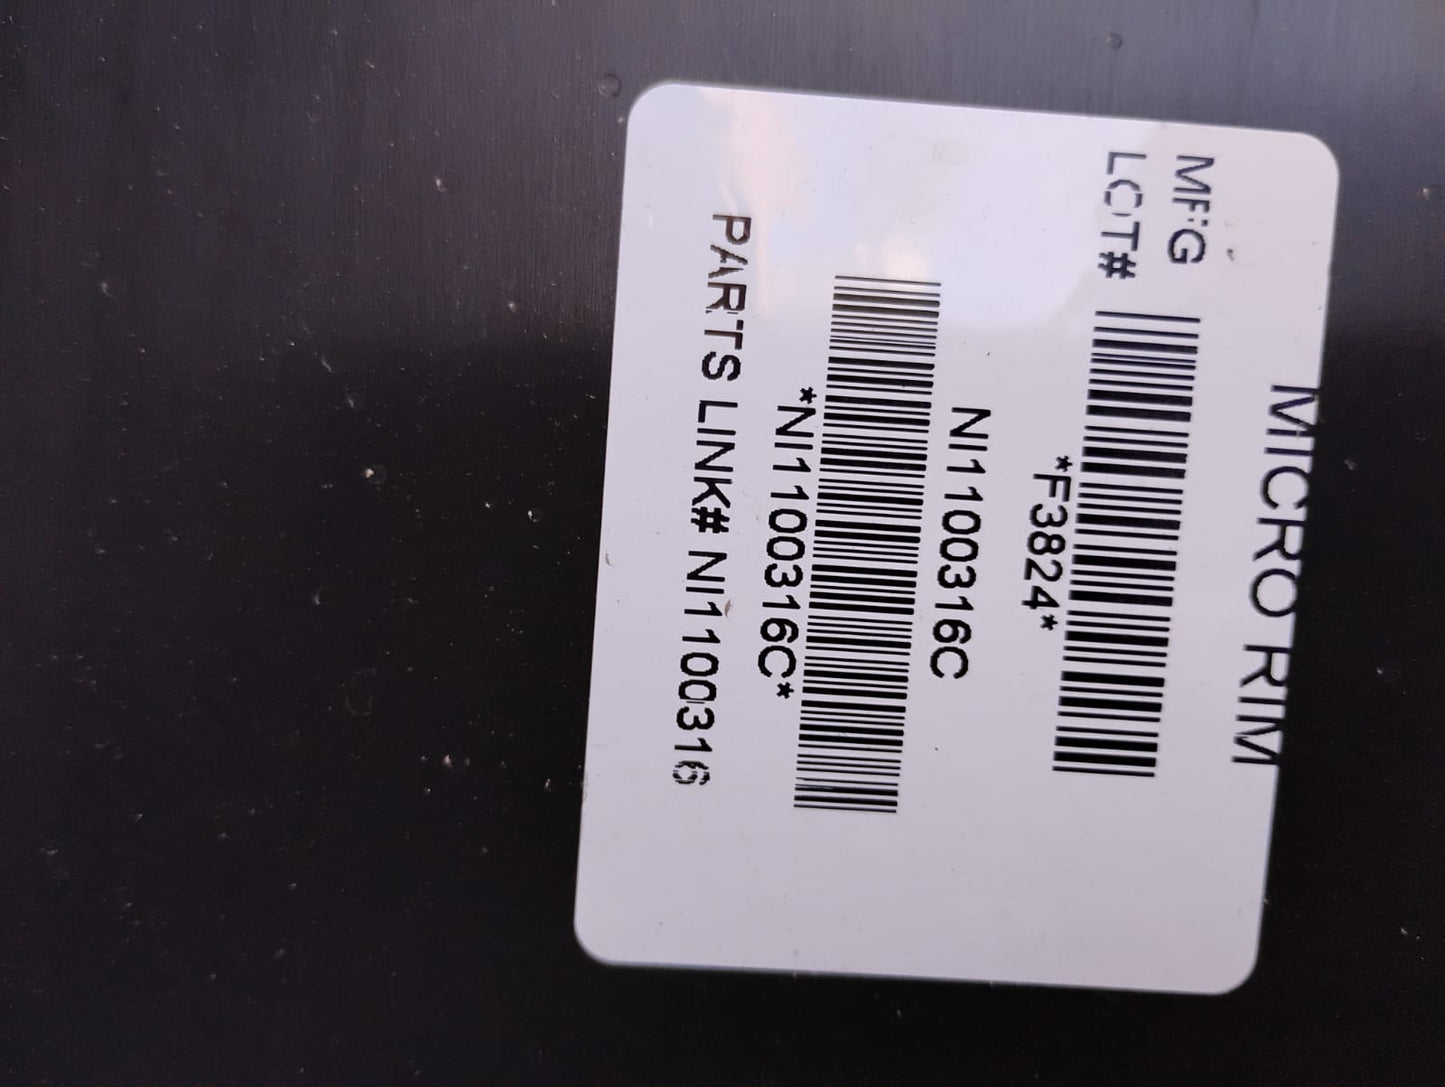 MICRO RIM
MFG
LOT#
*F3824*
NI1100316C
*NI1100316C*
PARTS LINK# NI1100316